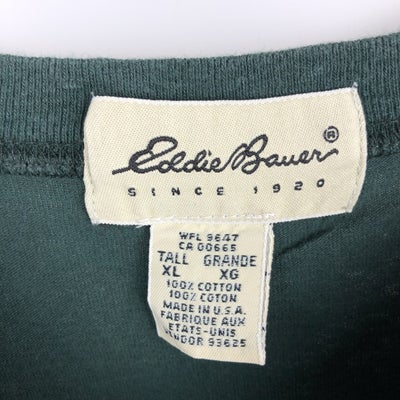 Eddie Bauer®
SINCE 1920
WPL 9647
CA 00665
TALL GRANDE
XL XG
100% COTTON
100% COTON
MADE IN U.S.A.
FABRIQUE AUX
ETATS-UNIS
VENDOR 93625